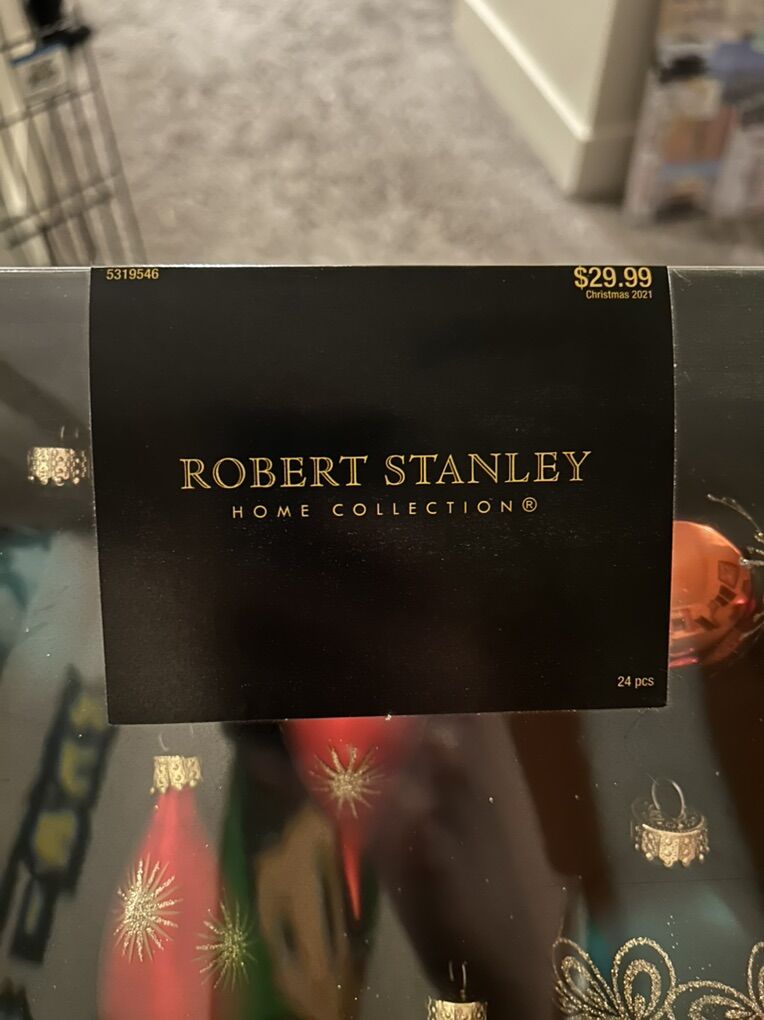 5319546
$29.99
Christmas 2021
ROBERT STANLEY
HOME COLLECTION®
24 pcs